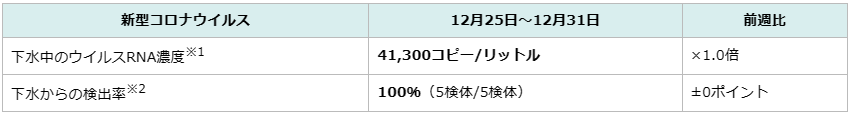 新型コロナウイルス 12月25日～12月31日 前週比
下水中のウイルスRNA濃度※1 41,300コピー/リットル ×1.0倍
下水からの検出率※2 100%（5検体/5検体） ±0ポイント